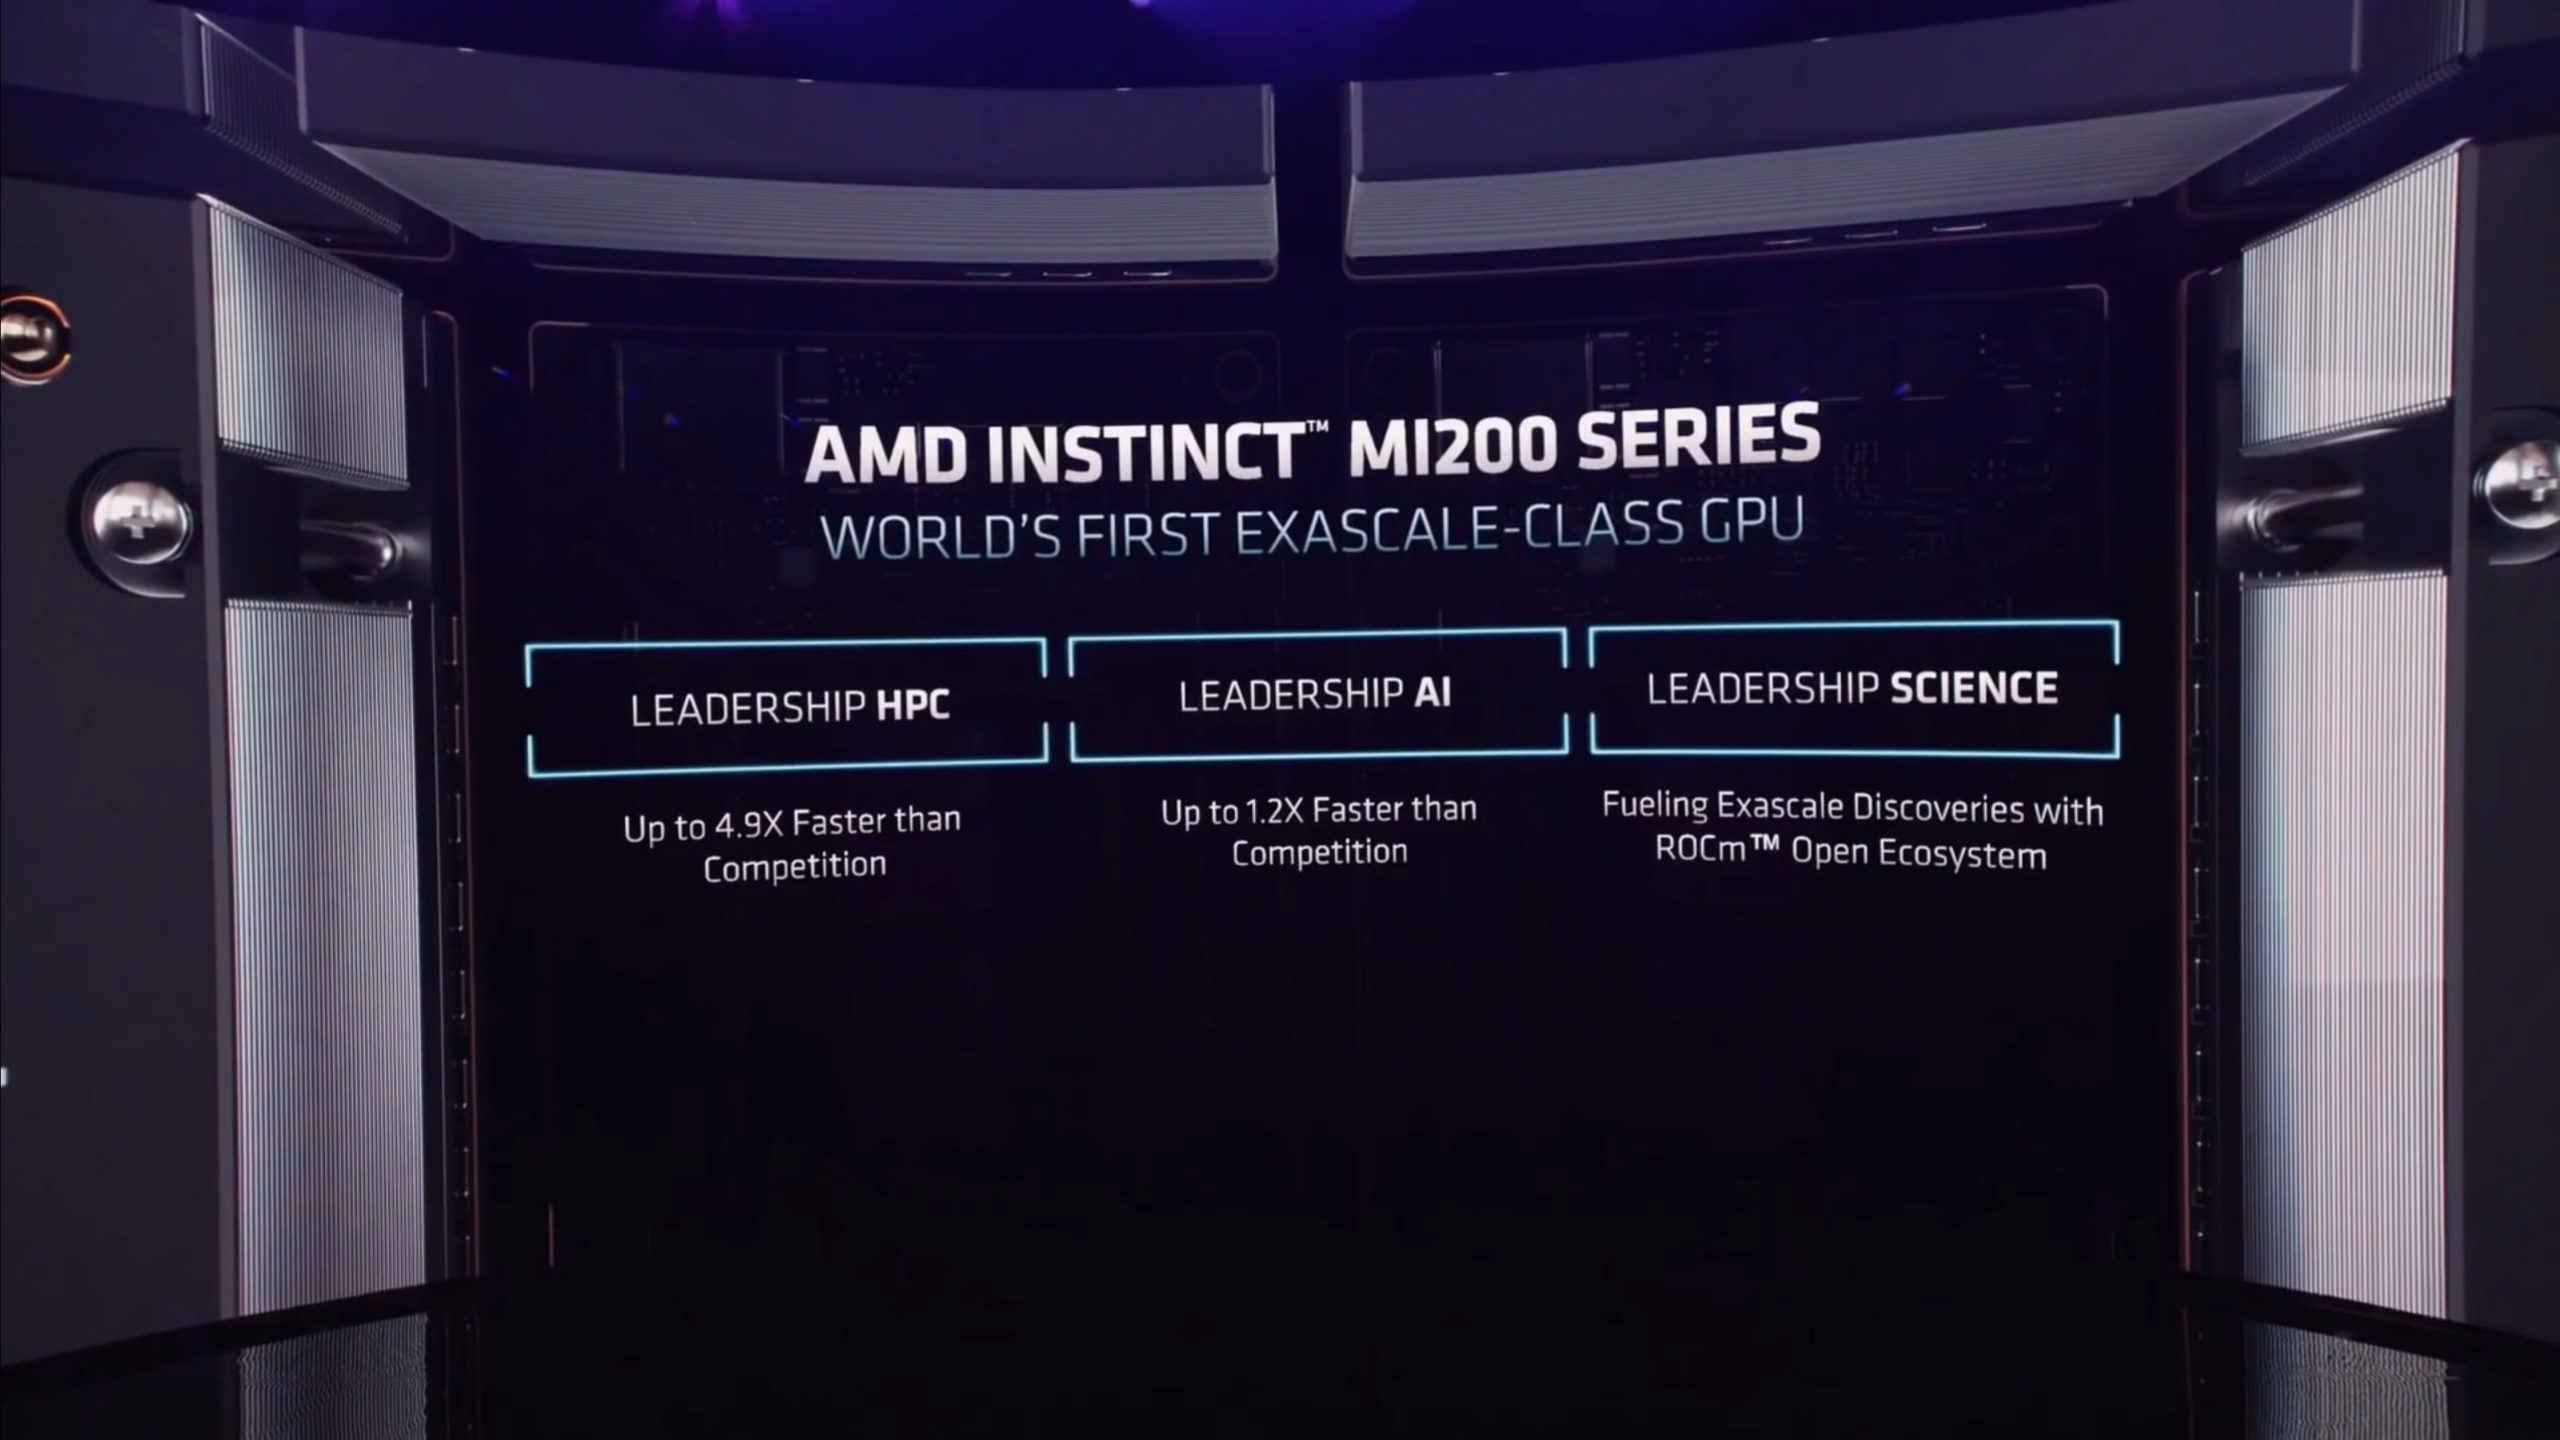 AMD INSTINCT™ MI200 SERIES
WORLD'S FIRST EXASCALE-CLASS GPU
LEADERSHIP HPC
LEADERSHIP AI
LEADERSHIP SCIENCE
Up to 4.9X Faster than
Competition
Up to 1.2X Faster than
Competition
Fueling Exascale Discoveries with
ROCm™ Open Ecosystem